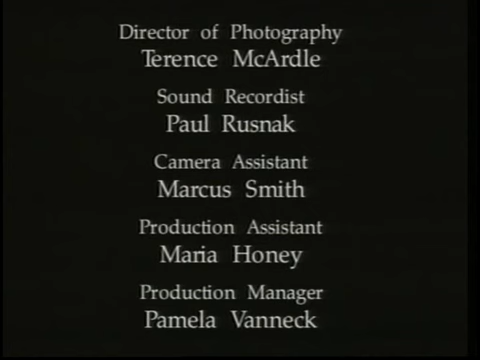 Director of Photography
Terence McArdle
Sound Recordist
Paul Rusnak
Camera Assistant
Marcus Smith
Production Assistant
Maria Honey
Production Manager
Pamela Vanneck